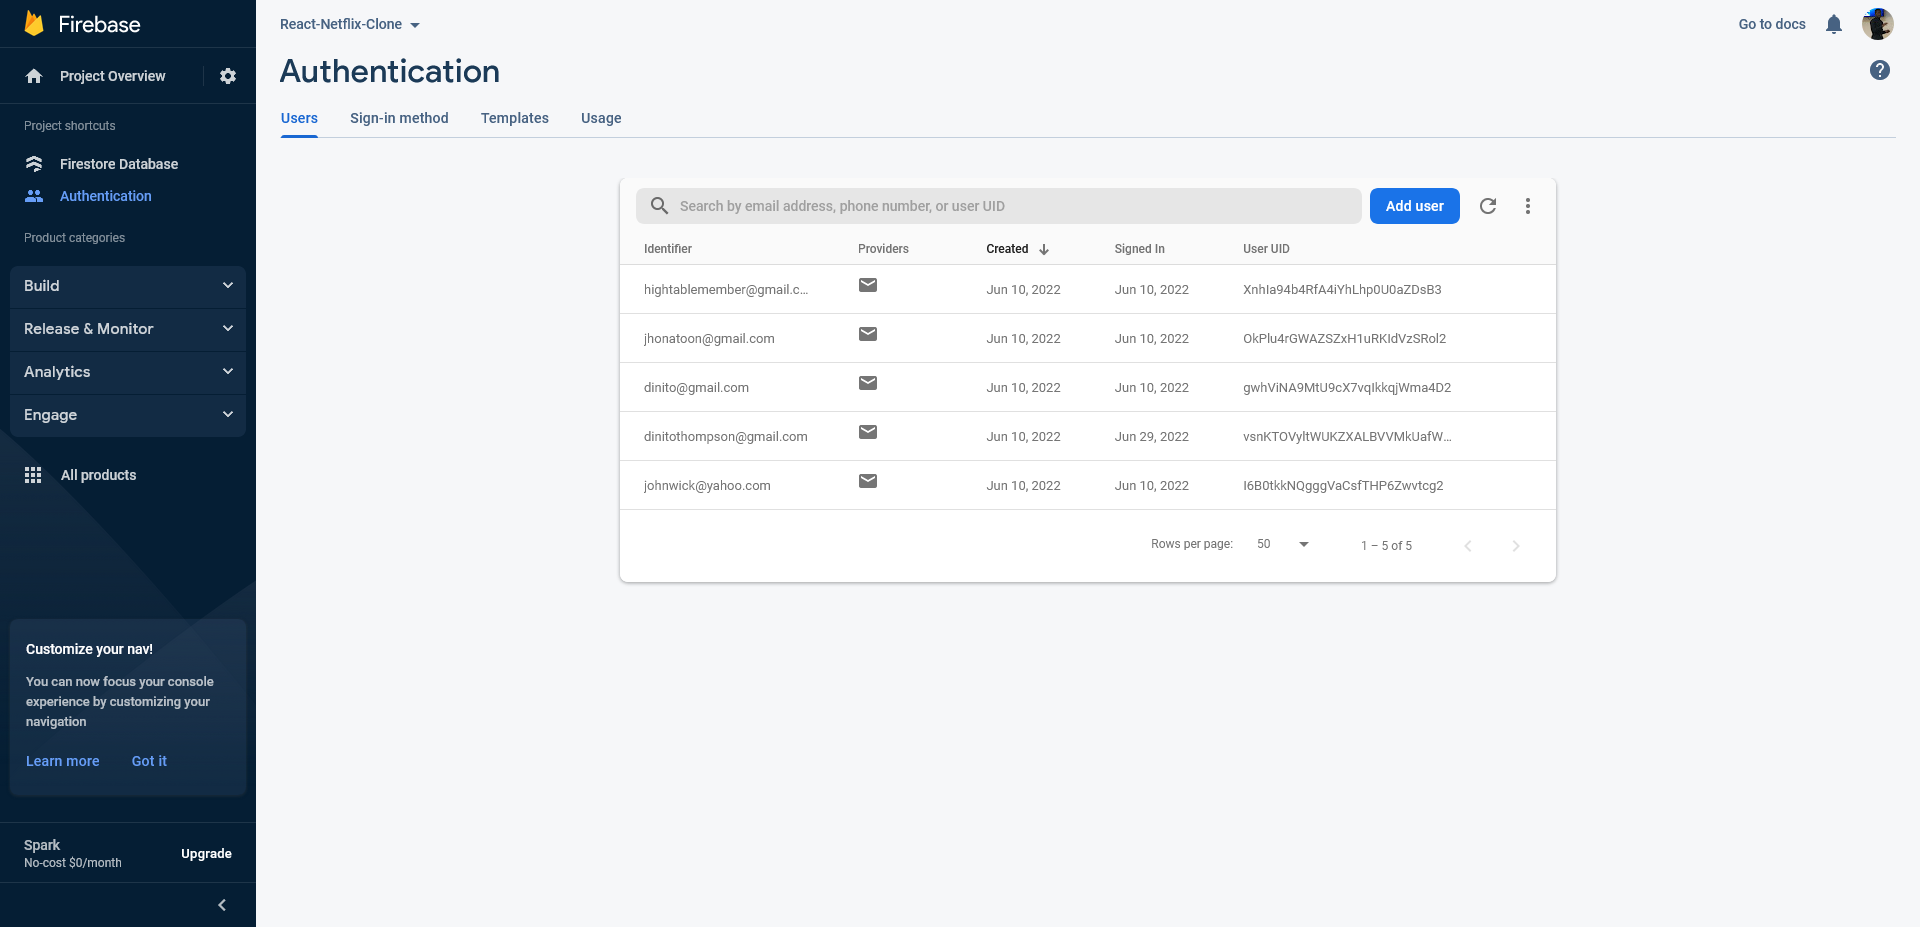 Firebase
Project Overview
Project shortcuts
Firestore Database
Authentication
Product categories
Build
Release & Monitor
Analytics
Engage
All products
Customize your nav!
You can now focus your console
experience by customizing your
navigation
Learn more Got it
Spark
No-cost $0/month
Upgrade
React-Netflix-Clone
Go to docs
Authentication
Users Sign-in method Templates Usage
Search by email address, phone number, or user UID
Add user
Identifier Providers Created Signed In User UID
hightablemember@gmail.c... Jun 10, 2022 Jun 10, 2022 XnhIa94b4RfA4iYhLhp0U0aZDsB3
jhonatoon@gmail.com Jun 10, 2022 Jun 10, 2022 OkPlu4rGWAZSZxH1uRKIdVzSRol2
dinito@gmail.com Jun 10, 2022 Jun 10, 2022 gwhViNA9MtU9cX7vqIkkqjWma4D2
dinitothompson@gmail.com Jun 10, 2022 Jun 29, 2022 vsnKTOVyltWUKZXALBVVMkUafW...
johnwick@yahoo.com Jun 10, 2022 Jun 10, 2022 I6B0tkkNQgggVaCsfTHP6Zwvtcg2
Rows per page: 50 1 – 5 of 5